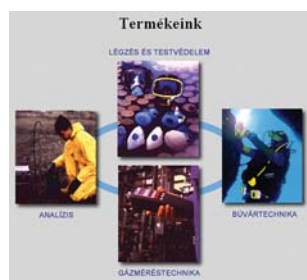 Termékeink
LÉGZÉS ÉS TESTVÉDELEM
ANALÍZIS
BÚVÁRTECHNIKA
GÁZMÉRÉSTECHNIKA